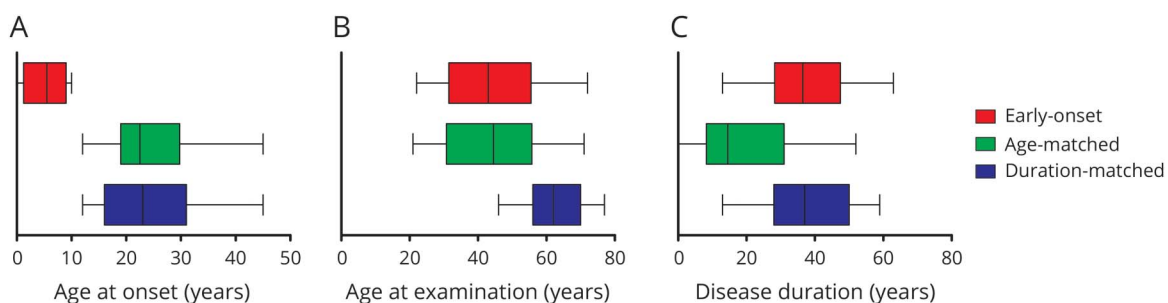 A
B
C
Early-onset
Age-matched
Duration-matched
0 10 20 30 40 50
0 20 40 60 80
0 20 40 60 80
Age at onset (years)
Age at examination (years)
Disease duration (years)